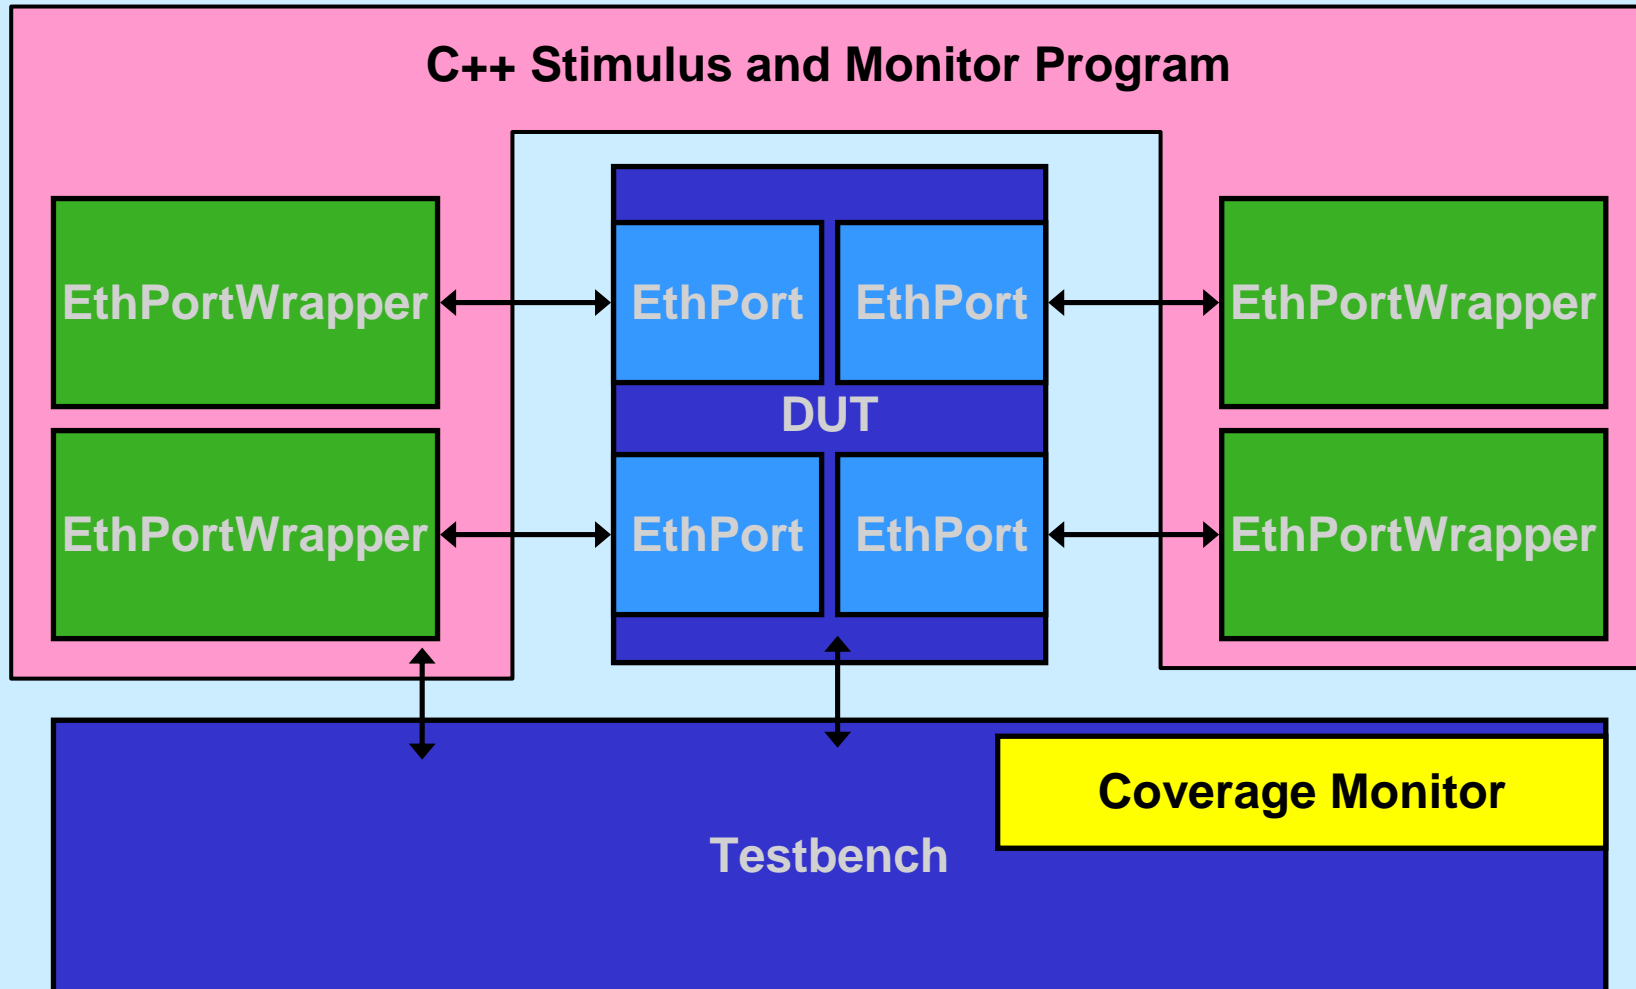 C++ Stimulus and Monitor Program
EthPortWrapper
EthPort
EthPort
EthPortWrapper
DUT
EthPortWrapper
EthPort
EthPort
EthPortWrapper
Coverage Monitor
Testbench